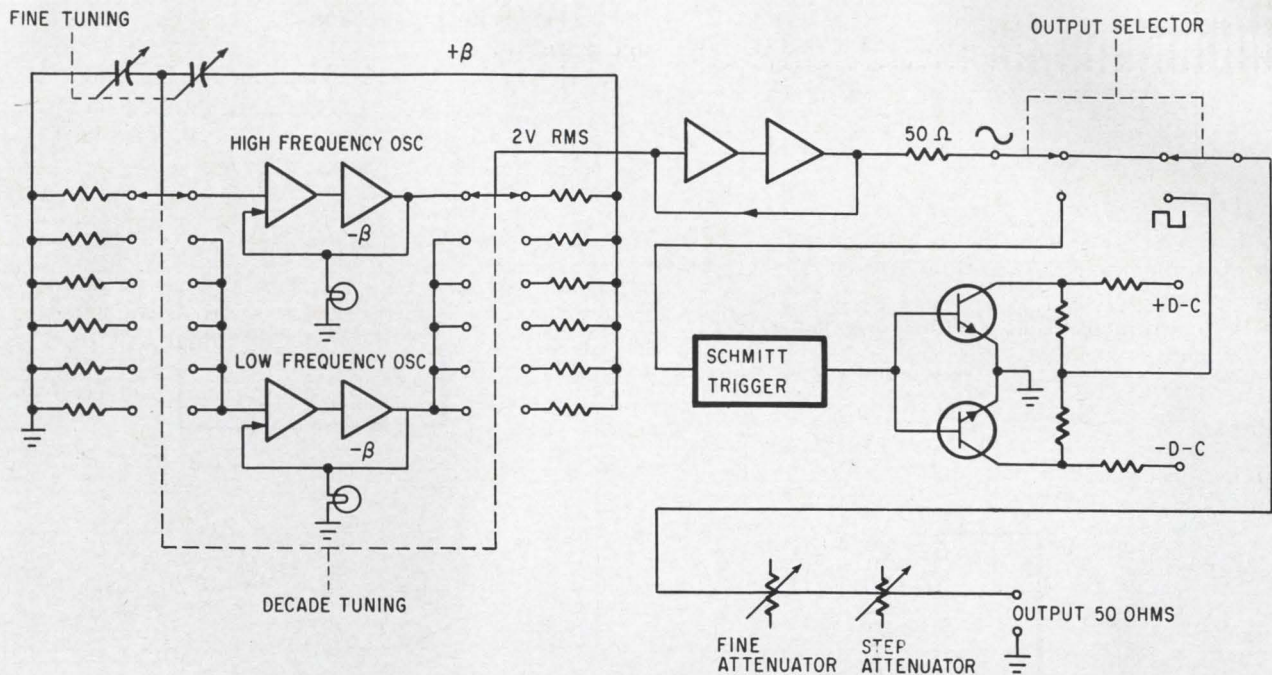 FINE TUNING
OUTPUT SELECTOR
+β
HIGH FREQUENCY OSC
2V RMS
50 Ω
-β
+D-C
SCHMITT
TRIGGER
LOW FREQUENCY OSC
-β
-D-C
DECADE TUNING
OUTPUT 50 OHMS
FINE
ATTENUATOR
STEP
ATTENUATOR